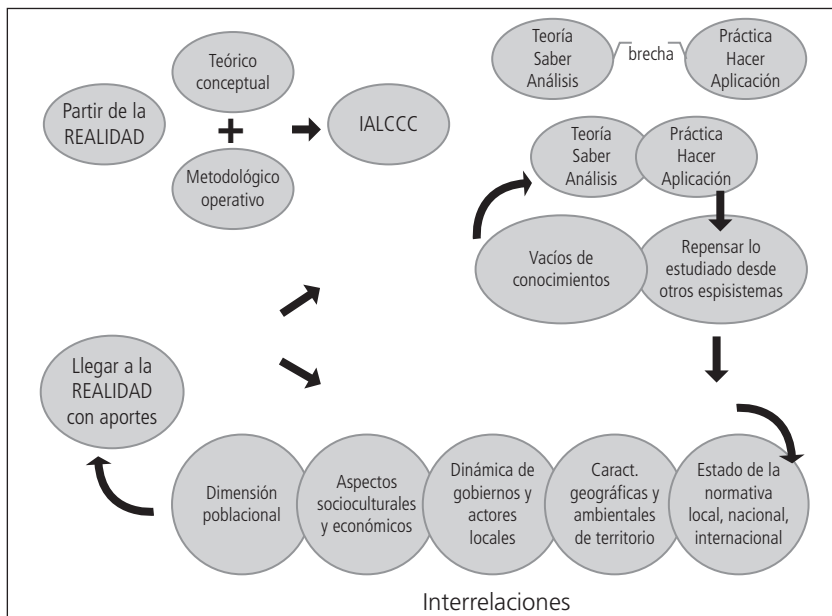 Partir de la
REALIDAD
Teórico
conceptual
+
Metodológico
operativo
IALCCC
Teoría
Saber
Análisis
brecha
Práctica
Hacer
Aplicación
Teoría
Saber
Análisis
Práctica
Hacer
Aplicación
Vacíos de
conocimientos
Repensar lo
estudiado desde
otros espisistemas
Llegar a la
REALIDAD
con aportes
Dimensión
poblacional
Aspectos
socioculturales
y económicos
Dinámica de
gobiernos y
actores
locales
Caract.
geográficas y
ambientales
de territorio
Estado de la
normativa
local, nacional,
internacional
Interrelaciones